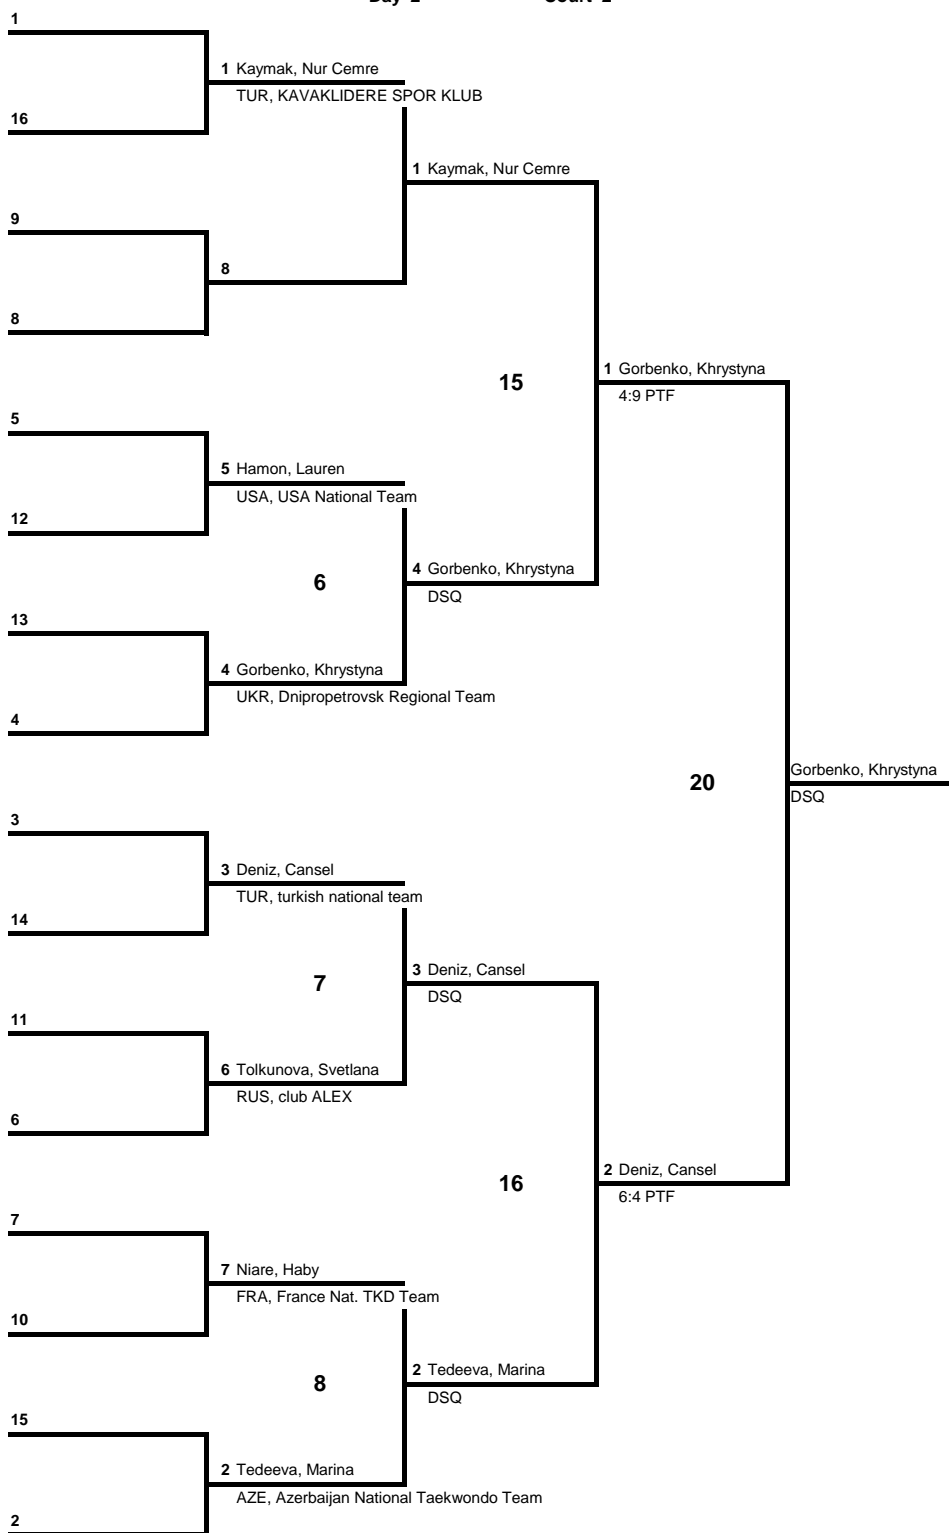 1
1 Kaymak, Nur Cemre
TUR, KAVAKLIDERE SPOR KLUB
16
1 Kaymak, Nur Cemre
9
8
8
15
1 Gorbenko, Khrystyna
4:9 PTF
5
5 Hamon, Lauren
USA, USA National Team
12
6
4 Gorbenko, Khrystyna
DSQ
13
4 Gorbenko, Khrystyna
UKR, Dnipropetrovsk Regional Team
4
20
Gorbenko, Khrystyna
DSQ
3
3 Deniz, Cansel
TUR, turkish national team
14
7
3 Deniz, Cansel
DSQ
11
6 Tolkunova, Svetlana
RUS, club ALEX
6
16
2 Deniz, Cansel
6:4 PTF
7
7 Niare, Haby
FRA, France Nat. TKD Team
10
8
2 Tedeeva, Marina
DSQ
15
2 Tedeeva, Marina
AZE, Azerbaijan National Taekwondo Team
2